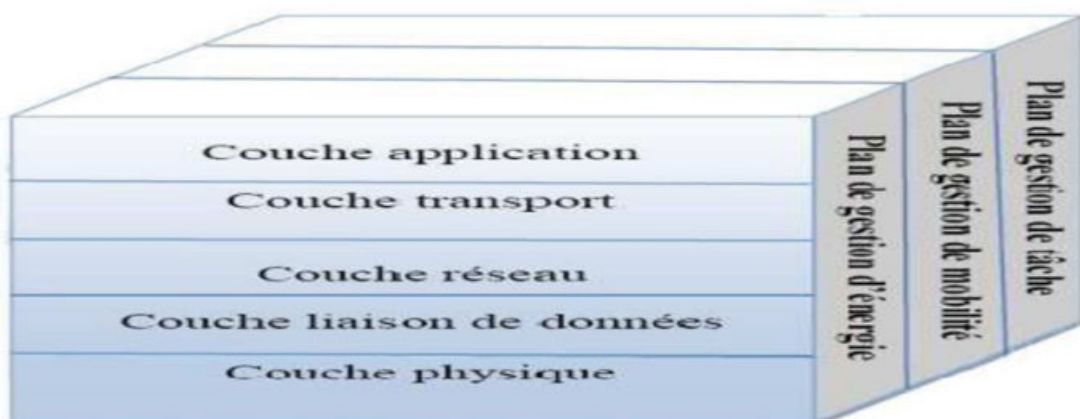 Couche application
Couche transport
Couche réseau
Couche liaison de données
Couche physique
Plan de gestion d'énergie
Plan de gestion de mobilité
Plan de gestion de tâche